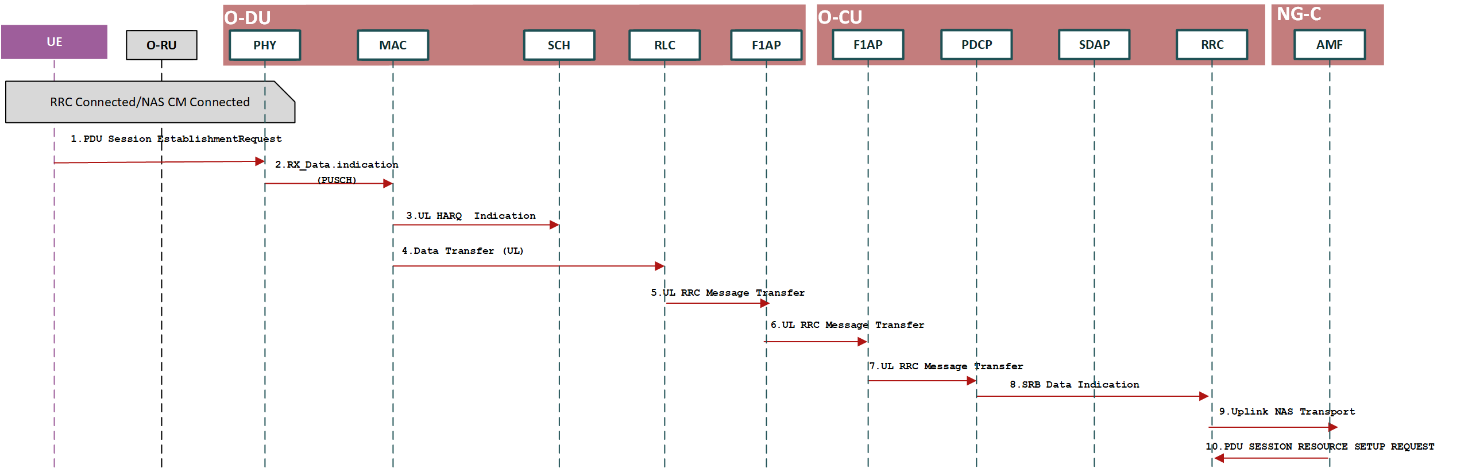 O-DU
O-CU
NG-C
UE
O-RU
PHY
MAC
SCH
RLC
F1AP
F1AP
PDCP
SDAP
RRC
AMF
RRC Connected/NAS CM Connected
1.PDU Session EstablishmentRequest
2.RX_Data.indication
(PUSCH)
3.UL HARQ Indication
4.Data Transfer (UL)
5.UL RRC Message Transfer
6.UL RRC Message Transfer
7.UL RRC Message Transfer
8.SRB Data Indication
9.Uplink NAS Transport
10.PDU SESSION RESOURCE SETUP REQUEST